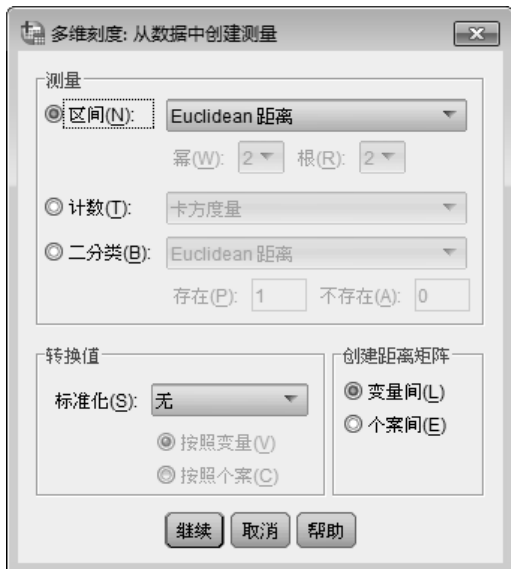 多维刻度: 从数据中创建测量
测量
区间(N): Euclidean 距离
幂(W): 2 根(R): 2
计数(T): 卡方度量
二分类(B): Euclidean 距离
存在(P): 1 不存在(A): 0
转换值
标准化(S): 无
按照变量(V)
按照个案(C)
创建距离矩阵
变量间(L)
个案间(E)
继续 取消 帮助